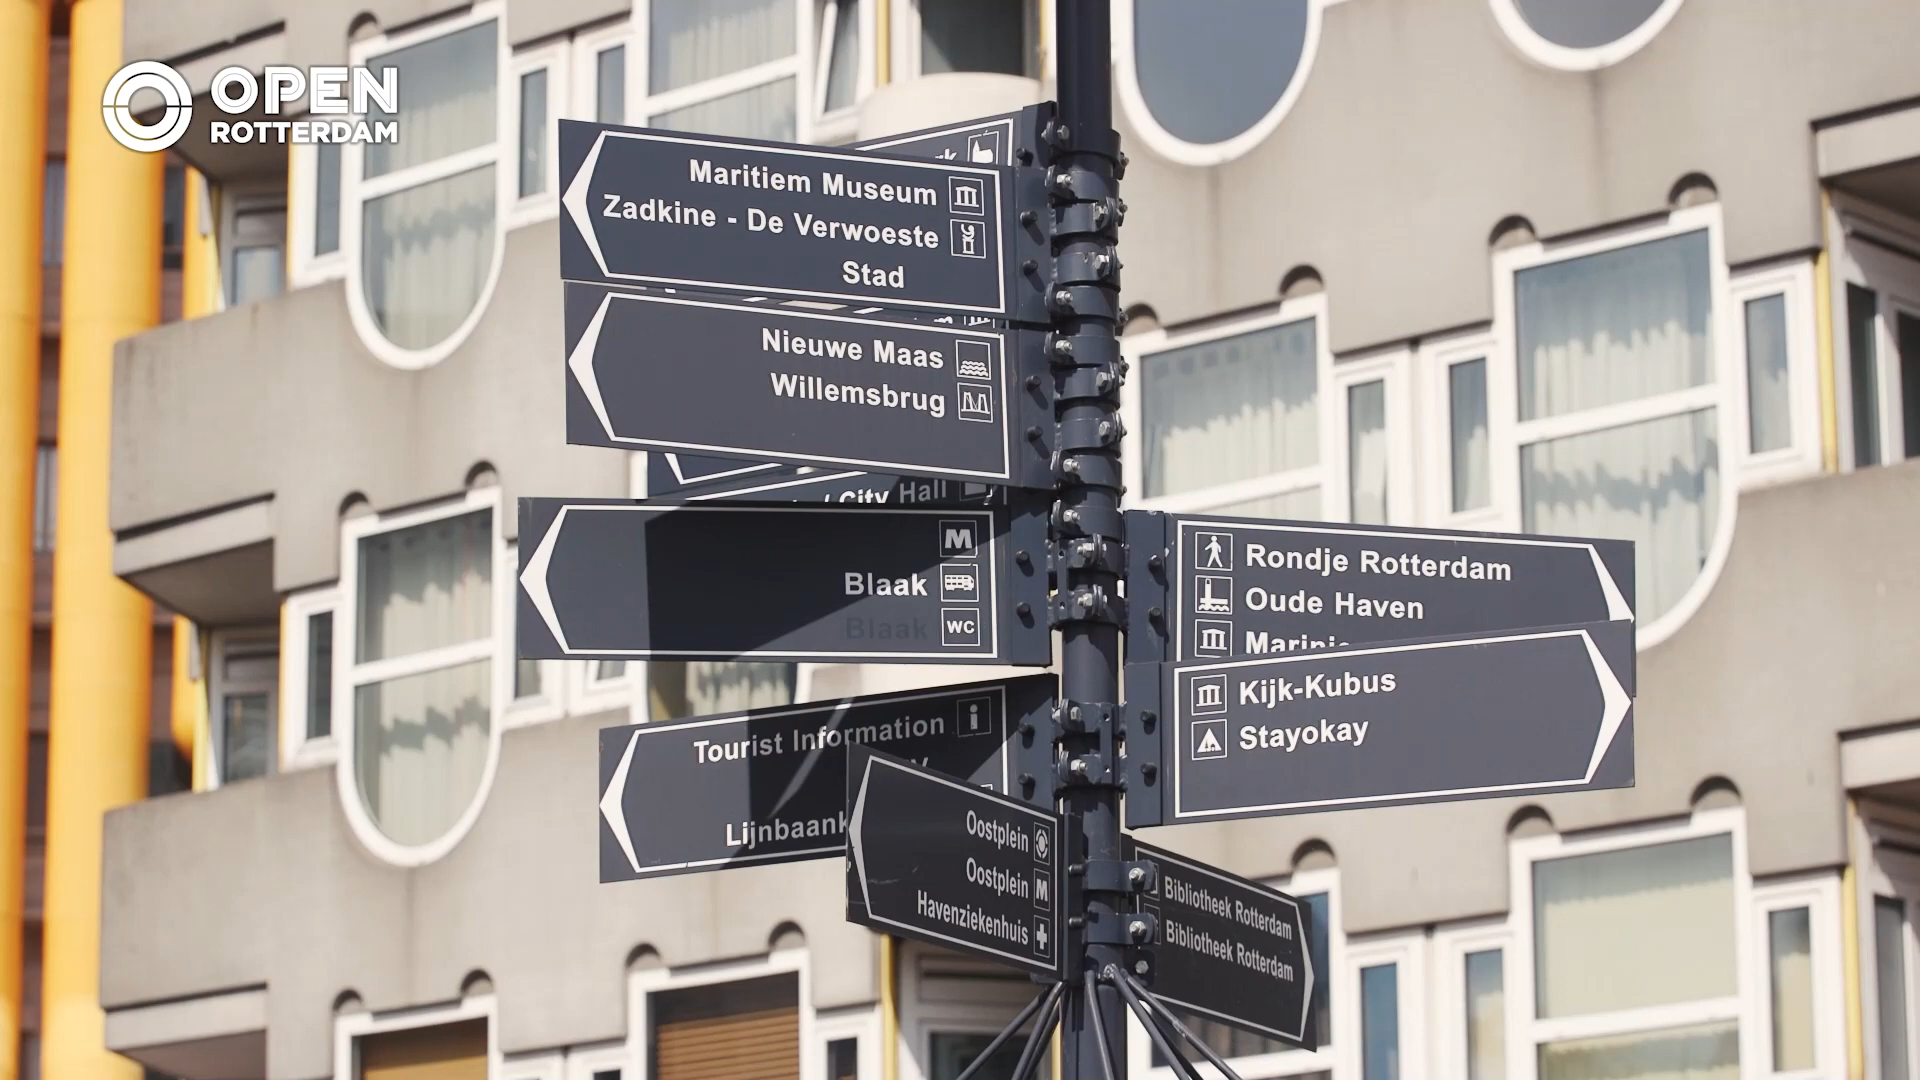 OPEN
ROTTERDAM
Maritiem Museum
Zadkine - De Verwoeste
Stad
Nieuwe Maas
Willemsbrug
City Hall
M
Blaak
Blaak
WC
Tourist Information
Oostplein
Oostplein M
Havenziekenhuis
Rondje Rotterdam
Oude Haven
Kijk-Kubus
Stayokay
Bibliotheek Rotterdam
Bibliotheek Rotterdam